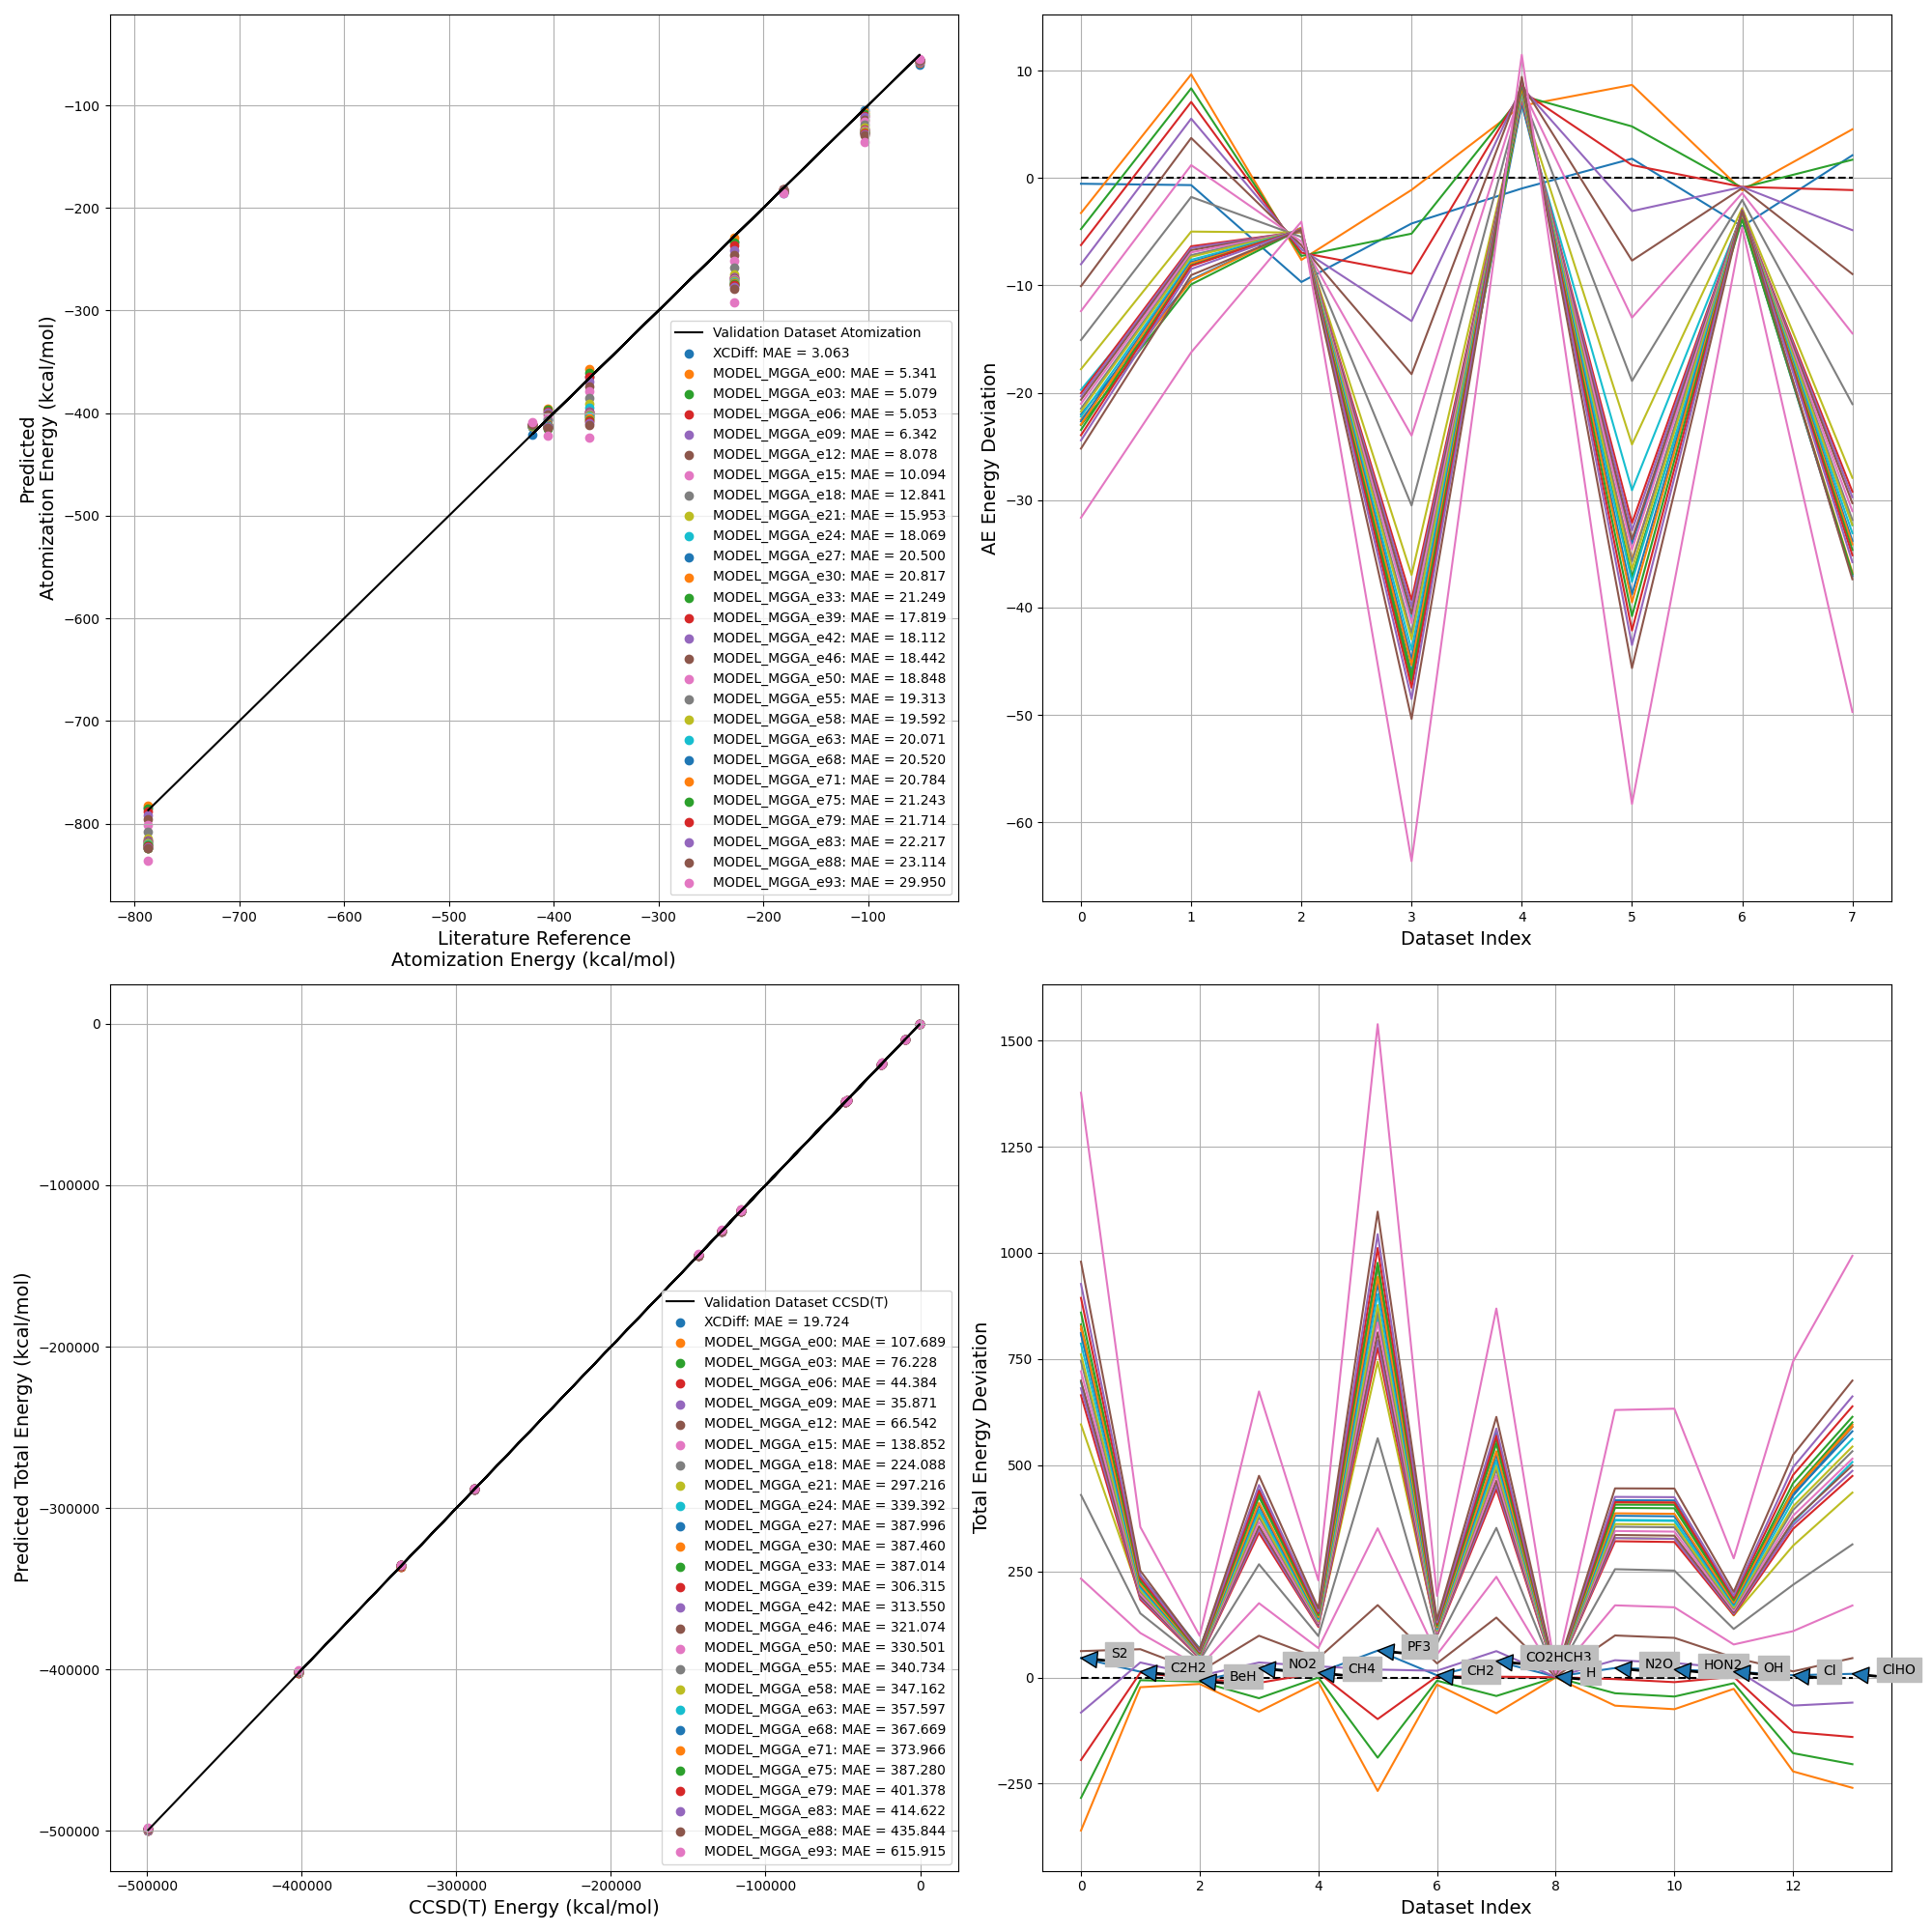 −100
−200
−300
−400
−500
−600
−700
−800
Predicted
Atomization Energy (kcal/mol)
Validation Dataset Atomization
XCDiff: MAE = 3.063
MODEL_MGGA_e00: MAE = 5.341
MODEL_MGGA_e03: MAE = 5.079
MODEL_MGGA_e06: MAE = 5.053
MODEL_MGGA_e09: MAE = 6.342
MODEL_MGGA_e12: MAE = 8.078
MODEL_MGGA_e15: MAE = 10.094
MODEL_MGGA_e18: MAE = 12.841
MODEL_MGGA_e21: MAE = 15.953
MODEL_MGGA_e24: MAE = 18.069
MODEL_MGGA_e27: MAE = 20.500
MODEL_MGGA_e30: MAE = 20.817
MODEL_MGGA_e33: MAE = 21.249
MODEL_MGGA_e39: MAE = 17.819
MODEL_MGGA_e42: MAE = 18.112
MODEL_MGGA_e46: MAE = 18.442
MODEL_MGGA_e50: MAE = 18.848
MODEL_MGGA_e55: MAE = 19.313
MODEL_MGGA_e58: MAE = 19.592
MODEL_MGGA_e63: MAE = 20.071
MODEL_MGGA_e68: MAE = 20.520
MODEL_MGGA_e71: MAE = 20.784
MODEL_MGGA_e75: MAE = 21.243
MODEL_MGGA_e79: MAE = 21.714
MODEL_MGGA_e83: MAE = 22.217
MODEL_MGGA_e88: MAE = 23.114
MODEL_MGGA_e93: MAE = 29.950
−800 −700 −600 −500 −400 −300 −200 −100
Literature Reference
Atomization Energy (kcal/mol)
10
0
−10
−20
−30
−40
−50
−60
AE Energy Deviation
0 1 2 3 4 5 6 7
Dataset Index
0
−100000
−200000
−300000
−400000
−500000
Predicted Total Energy (kcal/mol)
Validation Dataset CCSD(T)
XCDiff: MAE = 19.724
MODEL_MGGA_e00: MAE = 107.689
MODEL_MGGA_e03: MAE = 76.228
MODEL_MGGA_e06: MAE = 44.384
MODEL_MGGA_e09: MAE = 35.871
MODEL_MGGA_e12: MAE = 66.542
MODEL_MGGA_e15: MAE = 138.852
MODEL_MGGA_e18: MAE = 224.088
MODEL_MGGA_e21: MAE = 297.216
MODEL_MGGA_e24: MAE = 339.392
MODEL_MGGA_e27: MAE = 387.996
MODEL_MGGA_e30: MAE = 387.460
MODEL_MGGA_e33: MAE = 387.014
MODEL_MGGA_e39: MAE = 306.315
MODEL_MGGA_e42: MAE = 313.550
MODEL_MGGA_e46: MAE = 321.074
MODEL_MGGA_e50: MAE = 330.501
MODEL_MGGA_e55: MAE = 340.734
MODEL_MGGA_e58: MAE = 347.162
MODEL_MGGA_e63: MAE = 357.597
MODEL_MGGA_e68: MAE = 367.669
MODEL_MGGA_e71: MAE = 373.966
MODEL_MGGA_e75: MAE = 387.280
MODEL_MGGA_e79: MAE = 401.378
MODEL_MGGA_e83: MAE = 414.622
MODEL_MGGA_e88: MAE = 435.844
MODEL_MGGA_e93: MAE = 615.915
−500000 −400000 −300000 −200000 −100000 0
CCSD(T) Energy (kcal/mol)
1500
1250
1000
750
500
250
0
−250
Total Energy Deviation
S2
C2H2
BeH
NO2
CH4
PF3
CH2
CO2HCH3
H
N2O
HON
OH
Cl
ClHO
0 2 4 6 8 10 12
Dataset Index